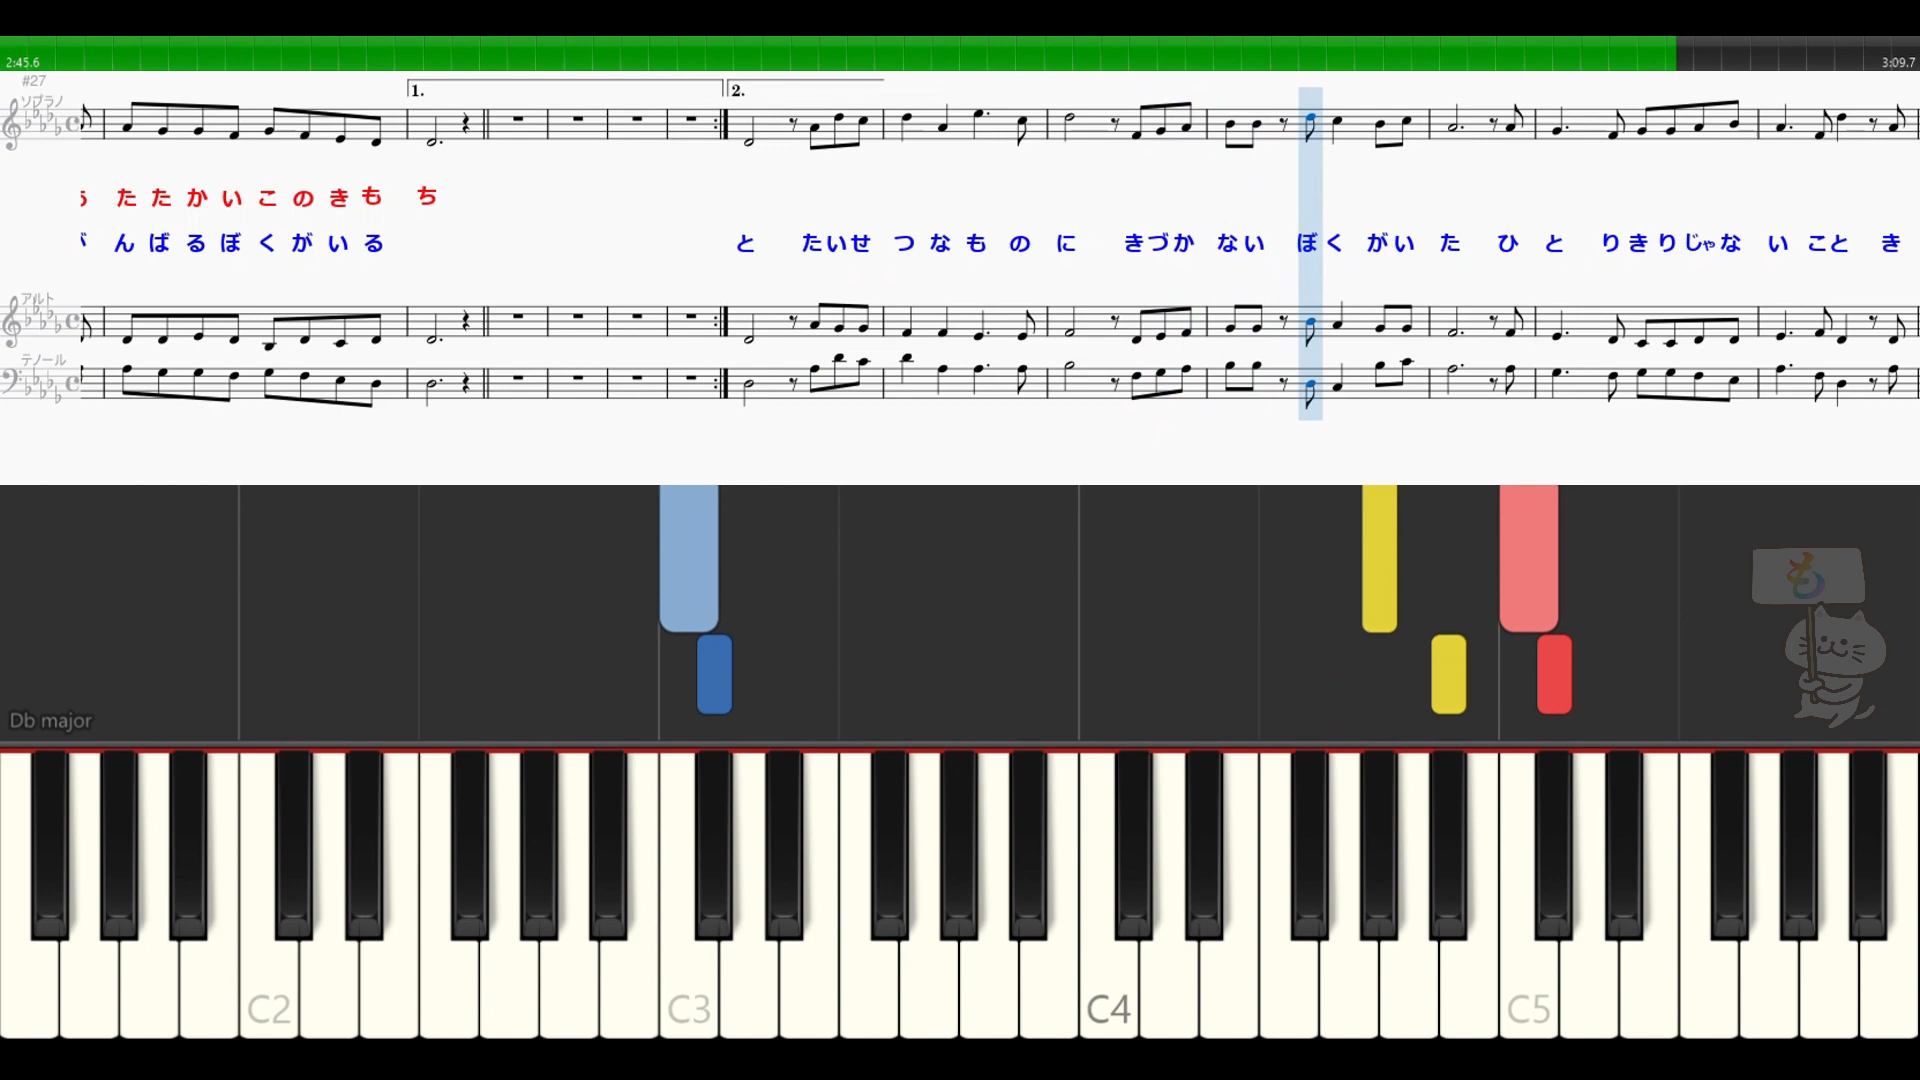 2:45.6 3:09.7
#27
1. 2.
ソプラノ
たたかいこのきもち
んばるぼくがいる と たいせつなものに きづかない ぼくがいた ひとりきりじゃないこと き
アルト
テノール
も
Db major
C2 C3 C4 C5